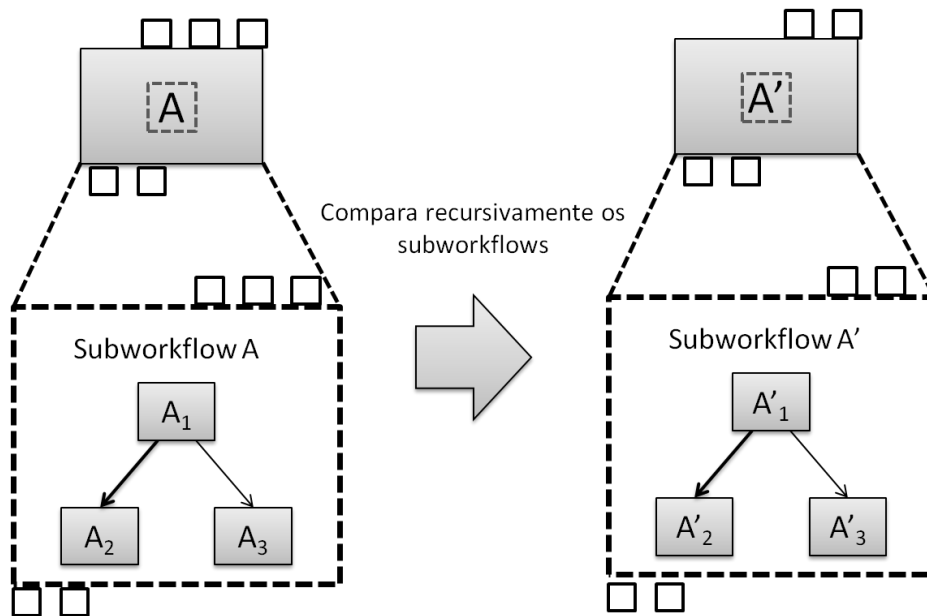 A
A’
Compara recursivamente os
subworkflows
Subworkflow A
Subworkflow A’
A₁
A’₁
A₂
A₃
A’₂
A’₃